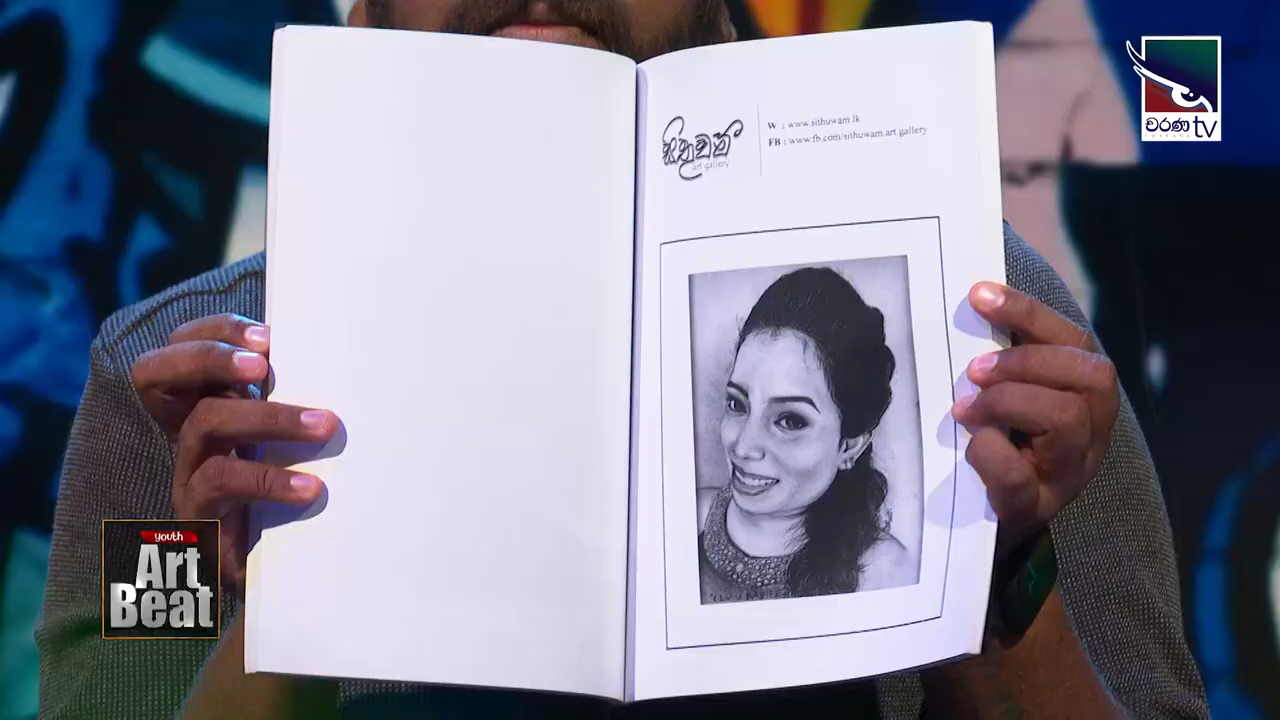 සිතුවම්
art gallery
W : www.sithuwam.lk
FB : www.fb.com/sithuwam.art.gallery
චරණ tv
youth
Art
Beat